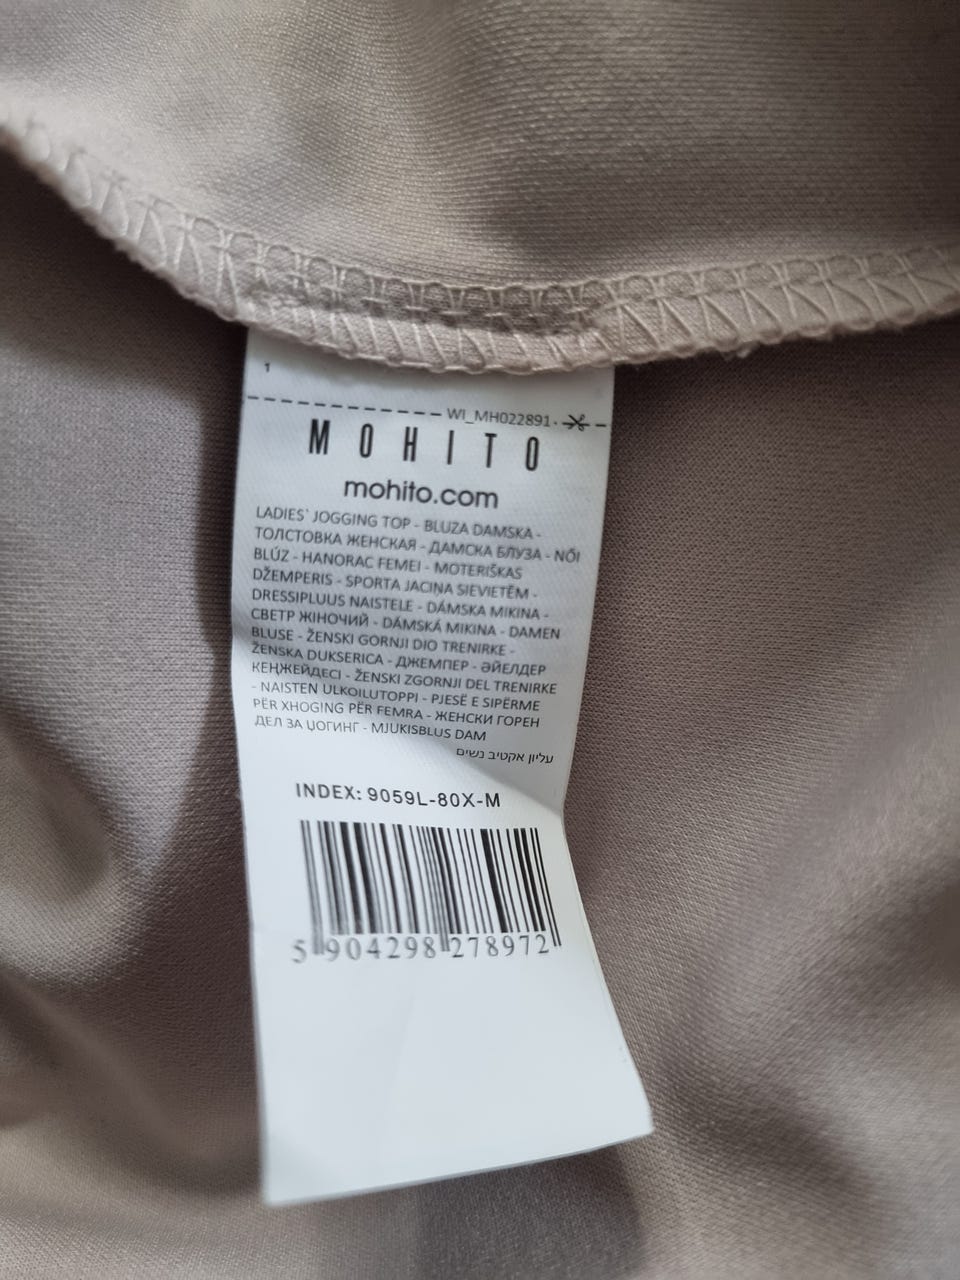 1
WI_MH022891
MOHITO
mohito.com
LADIES` JOGGING TOP - BLUZA DAMSKA -
ТОЛСТОВКА ЖЕНСКАЯ - ДАМСКА БЛУЗА - NŐI
BLÚZ - HANORAC FEMEI - MOTERIŠKAS
DŽEMPERIS - SPORTA JACIŅA SIEVIETĒM -
DRESSIPLUUS NAISTELE - DÁMSKA MIKINA -
СВЕТР ЖІНОЧИЙ - DÁMSKÁ MIKINA - DAMEN
BLUSE - ŽENSKI GORNJI DIO TRENIRKE -
ŽENSKA DUKSERICA - ДЖЕМПЕР - ӘЙЕЛДЕР
КЕҢЖЕЙДЕСІ - ŽENSKI ZGORNJI DEL TRENIRKE
- NAISTEN ULKOILUTOPPI - PJESË E SIPËRME
PËR XHOGING PËR FEMRA - ЖЕНСКИ ГОРЕН
ДЕЛ ЗА ЏОГИНГ - MJUKISBLUS DAM
עליון אקטיב נשים
INDEX: 9059L-80X-M
5 904298 278972